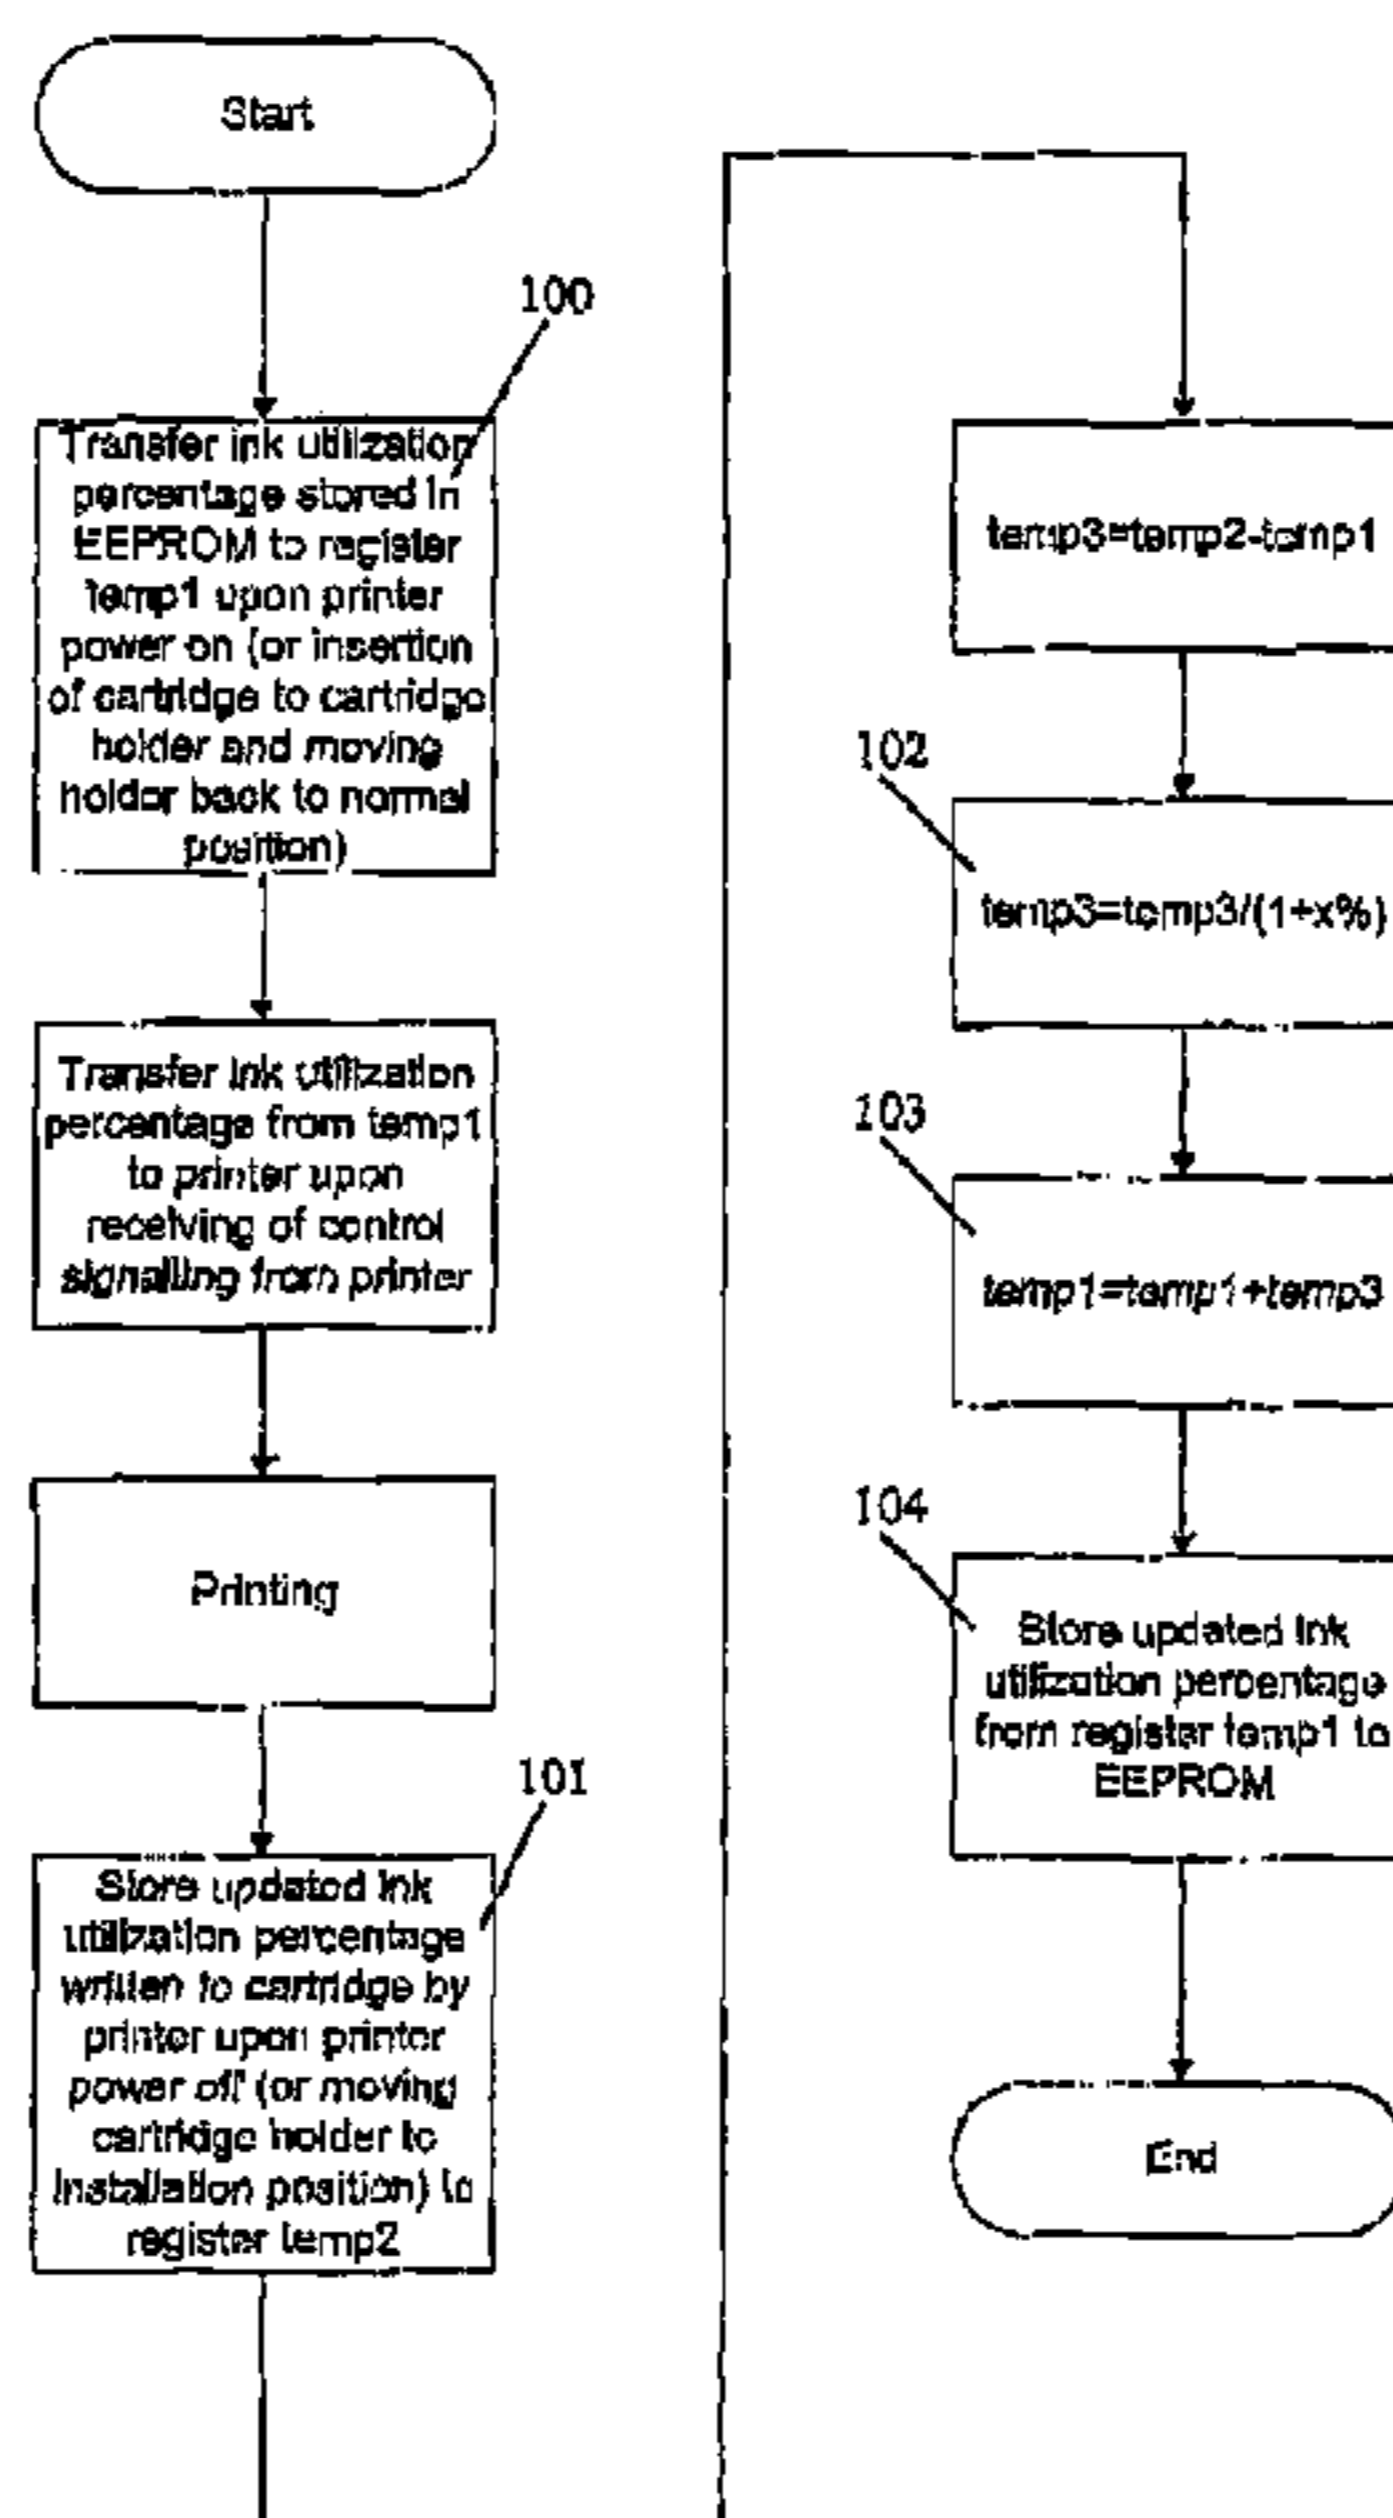 Start
100
Transfer ink utilization
percentage stored in
EEPROM to register
temp1 upon printer
power on (or insertion
of cartridge to cartridge
holder and moving
holder back to normal
position)
Transfer ink utilization
percentage from temp1
to printer upon
receiving of control
signalling from printer
Printing
101
Store updated ink
utilization percentage
written to cartridge by
printer upon printer
power off (or moving
cartridge holder to
installation position) to
register temp2
temp3=temp2-temp1
102
temp3=temp3/(1+x%)
103
temp1=temp1+temp3
104
Store updated ink
utilization percentage
from register temp1 to
EEPROM
End